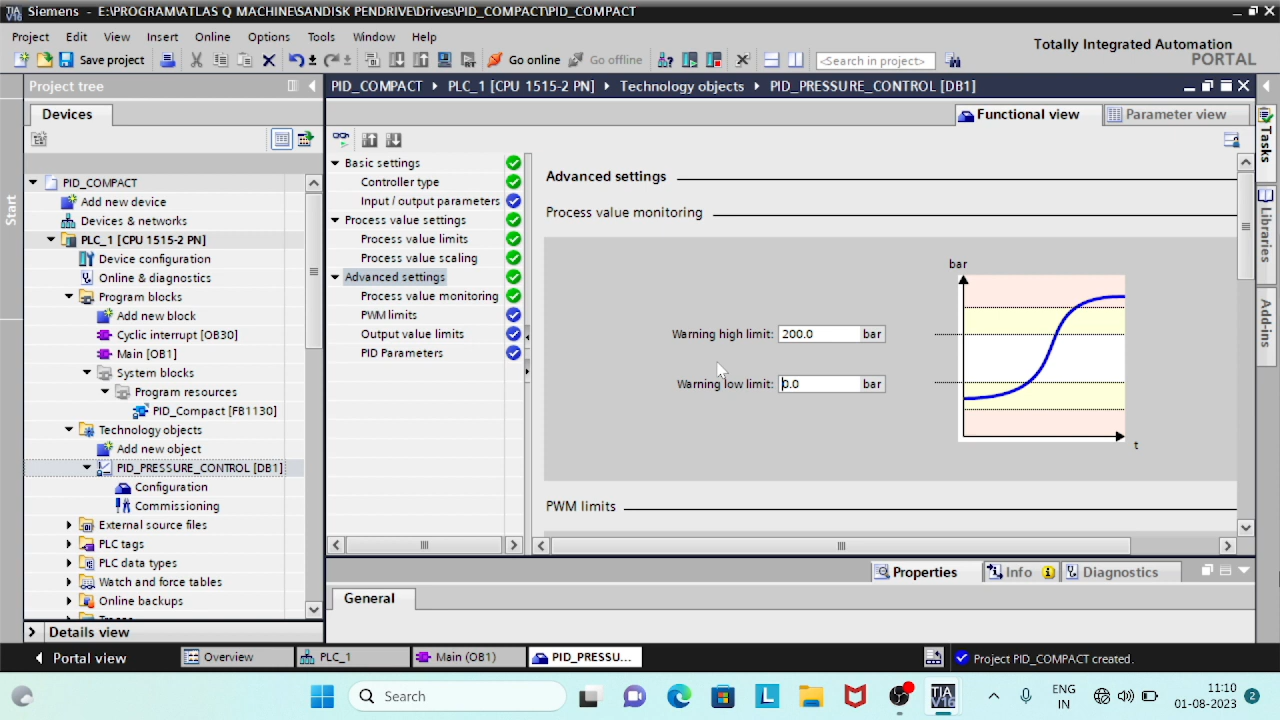 Siemens - E:\PROGRAM\ATLAS Q MACHINE\SANDISK PENDRIVE\Drives\PID_COMPACT\PID_COMPACT
Project Edit View Insert Online Options Tools Window Help
Totally Integrated Automation
PORTAL
Save project
Go online
Go offline
<Search in project>
Project tree
PID_COMPACT ▸ PLC_1 [CPU 1515-2 PN] ▸ Technology objects ▸ PID_PRESSURE_CONTROL [DB1]
Devices
Functional view
Parameter view
Start
PID_COMPACT
Add new device
Devices & networks
PLC_1 [CPU 1515-2 PN]
Device configuration
Online & diagnostics
Program blocks
Add new block
Cyclic interrupt [OB30]
Main [OB1]
System blocks
Program resources
PID_Compact [FB1130]
Technology objects
Add new object
PID_PRESSURE_CONTROL [DB1]
Configuration
Commissioning
External source files
PLC tags
PLC data types
Watch and force tables
Online backups
Details view
Basic settings
Controller type
Input / output parameters
Process value settings
Process value limits
Process value scaling
Advanced settings
Process value monitoring
PWM limits
Output value limits
PID Parameters
Advanced settings
Process value monitoring
bar
Warning high limit: 200.0 bar
Warning low limit: 0.0 bar
t
PWM limits
Tasks
Libraries
Add-ins
Properties
Info
Diagnostics
General
Portal view
Overview
PLC_1
Main (OB1)
PID_PRESSU...
Project PID_COMPACT created.
Search
L
TIA
V16
ENG
IN
11:10
01-08-2023
2